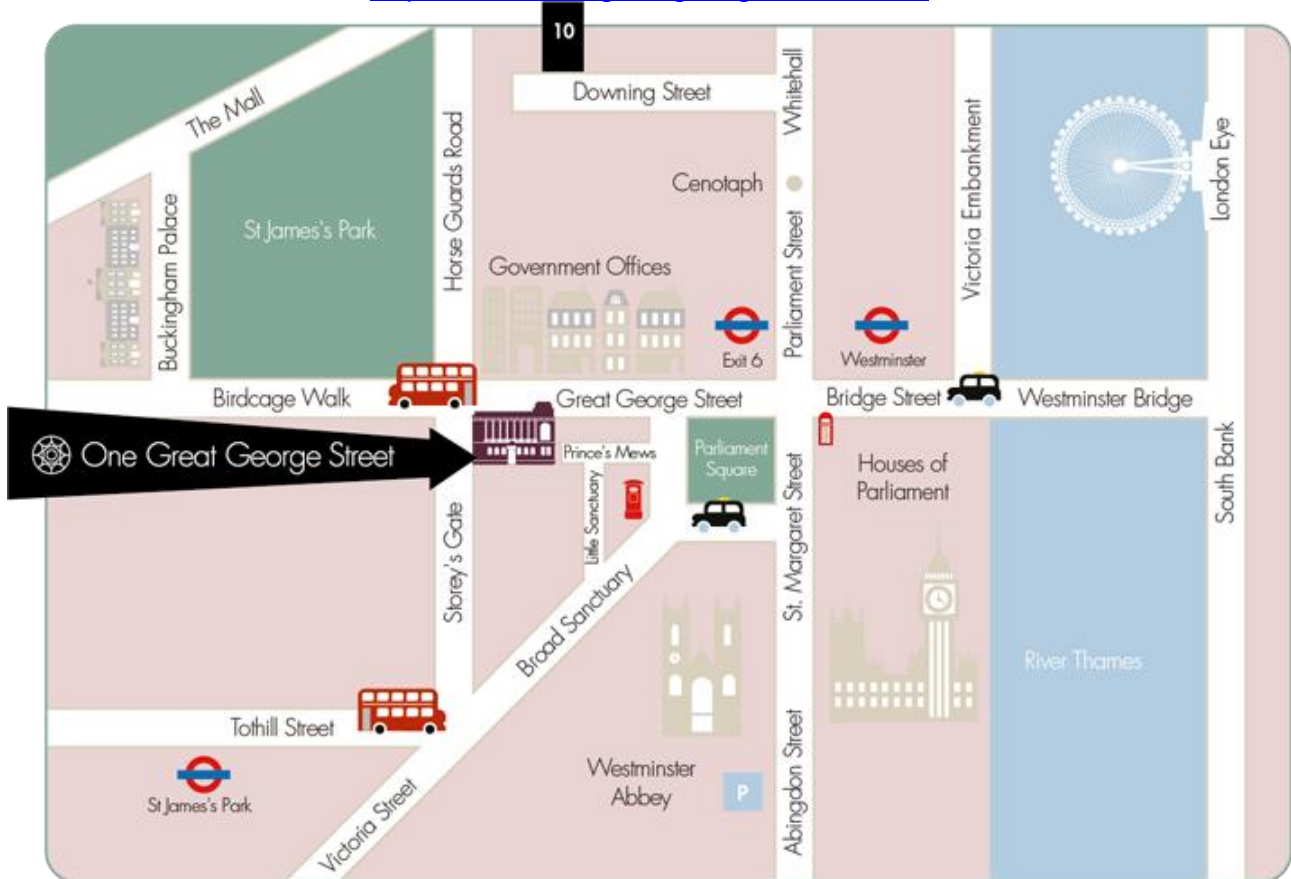 10
Downing Street
The Mall
Whitehall
Horse Guards Road
Victoria Embankment
London Eye
Cenotaph
St James's Park
Buckingham Palace
Government Offices
Parliament Street
Exit 6
Westminster
Birdcage Walk
Great George Street
Bridge Street
Westminster Bridge
One Great George Street
Prince's Mews
Parliament
Square
Houses of
Parliament
South Bank
Little Sanctuary
St. Margaret Street
Storey's Gate
Broad Sanctuary
River Thames
Tothill Street
St James's Park
Westminster
Abbey
P
Abingdon Street
Victoria Street